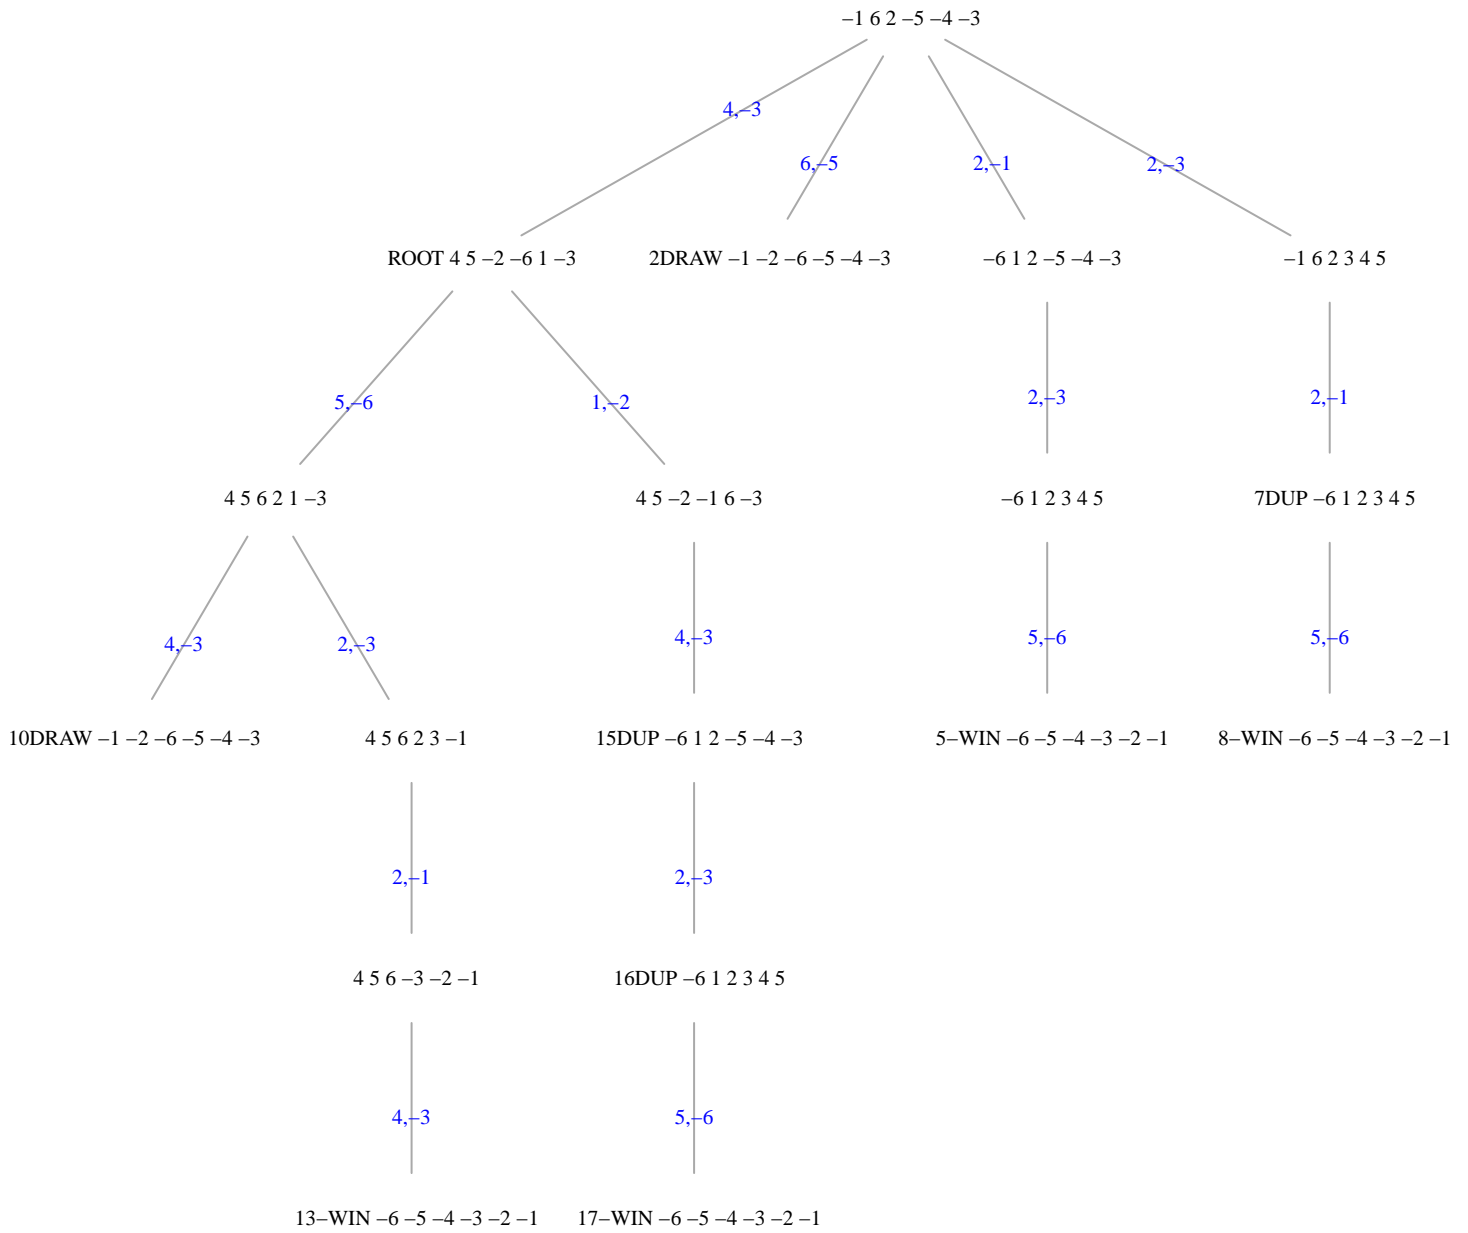 –1 6 2 –5 –4 –3
4,–3
6,–5
2,–1
2,–3
ROOT 4 5 –2 –6 1 –3
2DRAW –1 –2 –6 –5 –4 –3
–6 1 2 –5 –4 –3
–1 6 2 3 4 5
5,–6
1,–2
2,–3
2,–1
4 5 6 2 1 –3
4 5 –2 –1 6 –3
–6 1 2 3 4 5
7DUP –6 1 2 3 4 5
4,–3
2,–3
4,–3
5,–6
5,–6
10DRAW –1 –2 –6 –5 –4 –3
4 5 6 2 3 –1
15DUP –6 1 2 –5 –4 –3
5–WIN –6 –5 –4 –3 –2 –1
8–WIN –6 –5 –4 –3 –2 –1
2,–1
2,–3
4 5 6 –3 –2 –1
16DUP –6 1 2 3 4 5
4,–3
5,–6
13–WIN –6 –5 –4 –3 –2 –1
17–WIN –6 –5 –4 –3 –2 –1